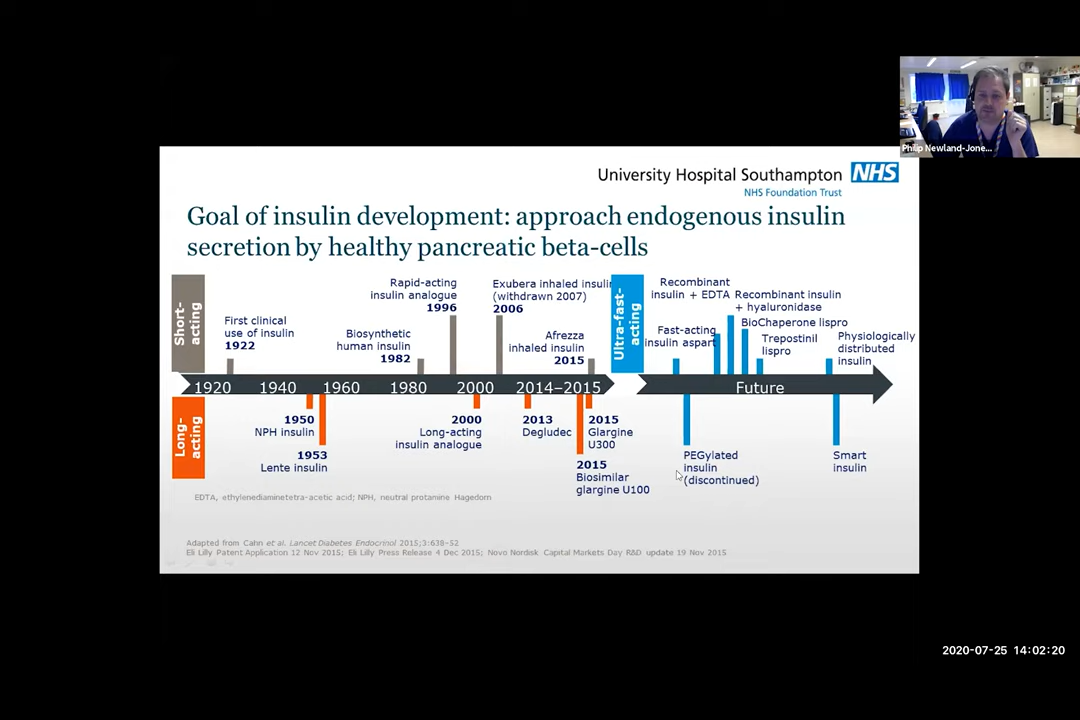 Philip Newland-Jone...
University Hospital Southampton NHS
NHS Foundation Trust
Goal of insulin development: approach endogenous insulin
secretion by healthy pancreatic beta-cells
Short-
acting
First clinical
use of insulin
1922
Biosynthetic
human insulin
1982
Rapid-acting
insulin analogue
1996
Exubera inhaled insulin
(withdrawn 2007)
2006
Afrezza
inhaled insulin
2015
Ultra-fast-
acting
Recombinant
insulin + EDTA
Fast-acting
insulin aspart
Recombinant insulin
+ hyaluronidase
BioChaperone lispro
Trepostinil
lispro
Physiologically
distributed
insulin
1920 1940 1960 1980 2000 2014–2015 Future
Long-
acting
1950
NPH insulin
1953
Lente insulin
2000
Long-acting
insulin analogue
2013
Degludec
2015
Glargine
U300
2015
Biosimilar
glargine U100
PEGylated
insulin
(discontinued)
Smart
insulin
EDTA, ethylenediaminetetra-acetic acid; NPH, neutral protamine Hagedorn
Adapted from Cahn et al. Lancet Diabetes Endocrinol 2015;3:638–52
Eli Lilly Patent Application 12 Nov 2015; Eli Lilly Press Release 4 Dec 2015; Novo Nordisk Capital Markets Day R&D update 19 Nov 2015
2020-07-25 14:02:20